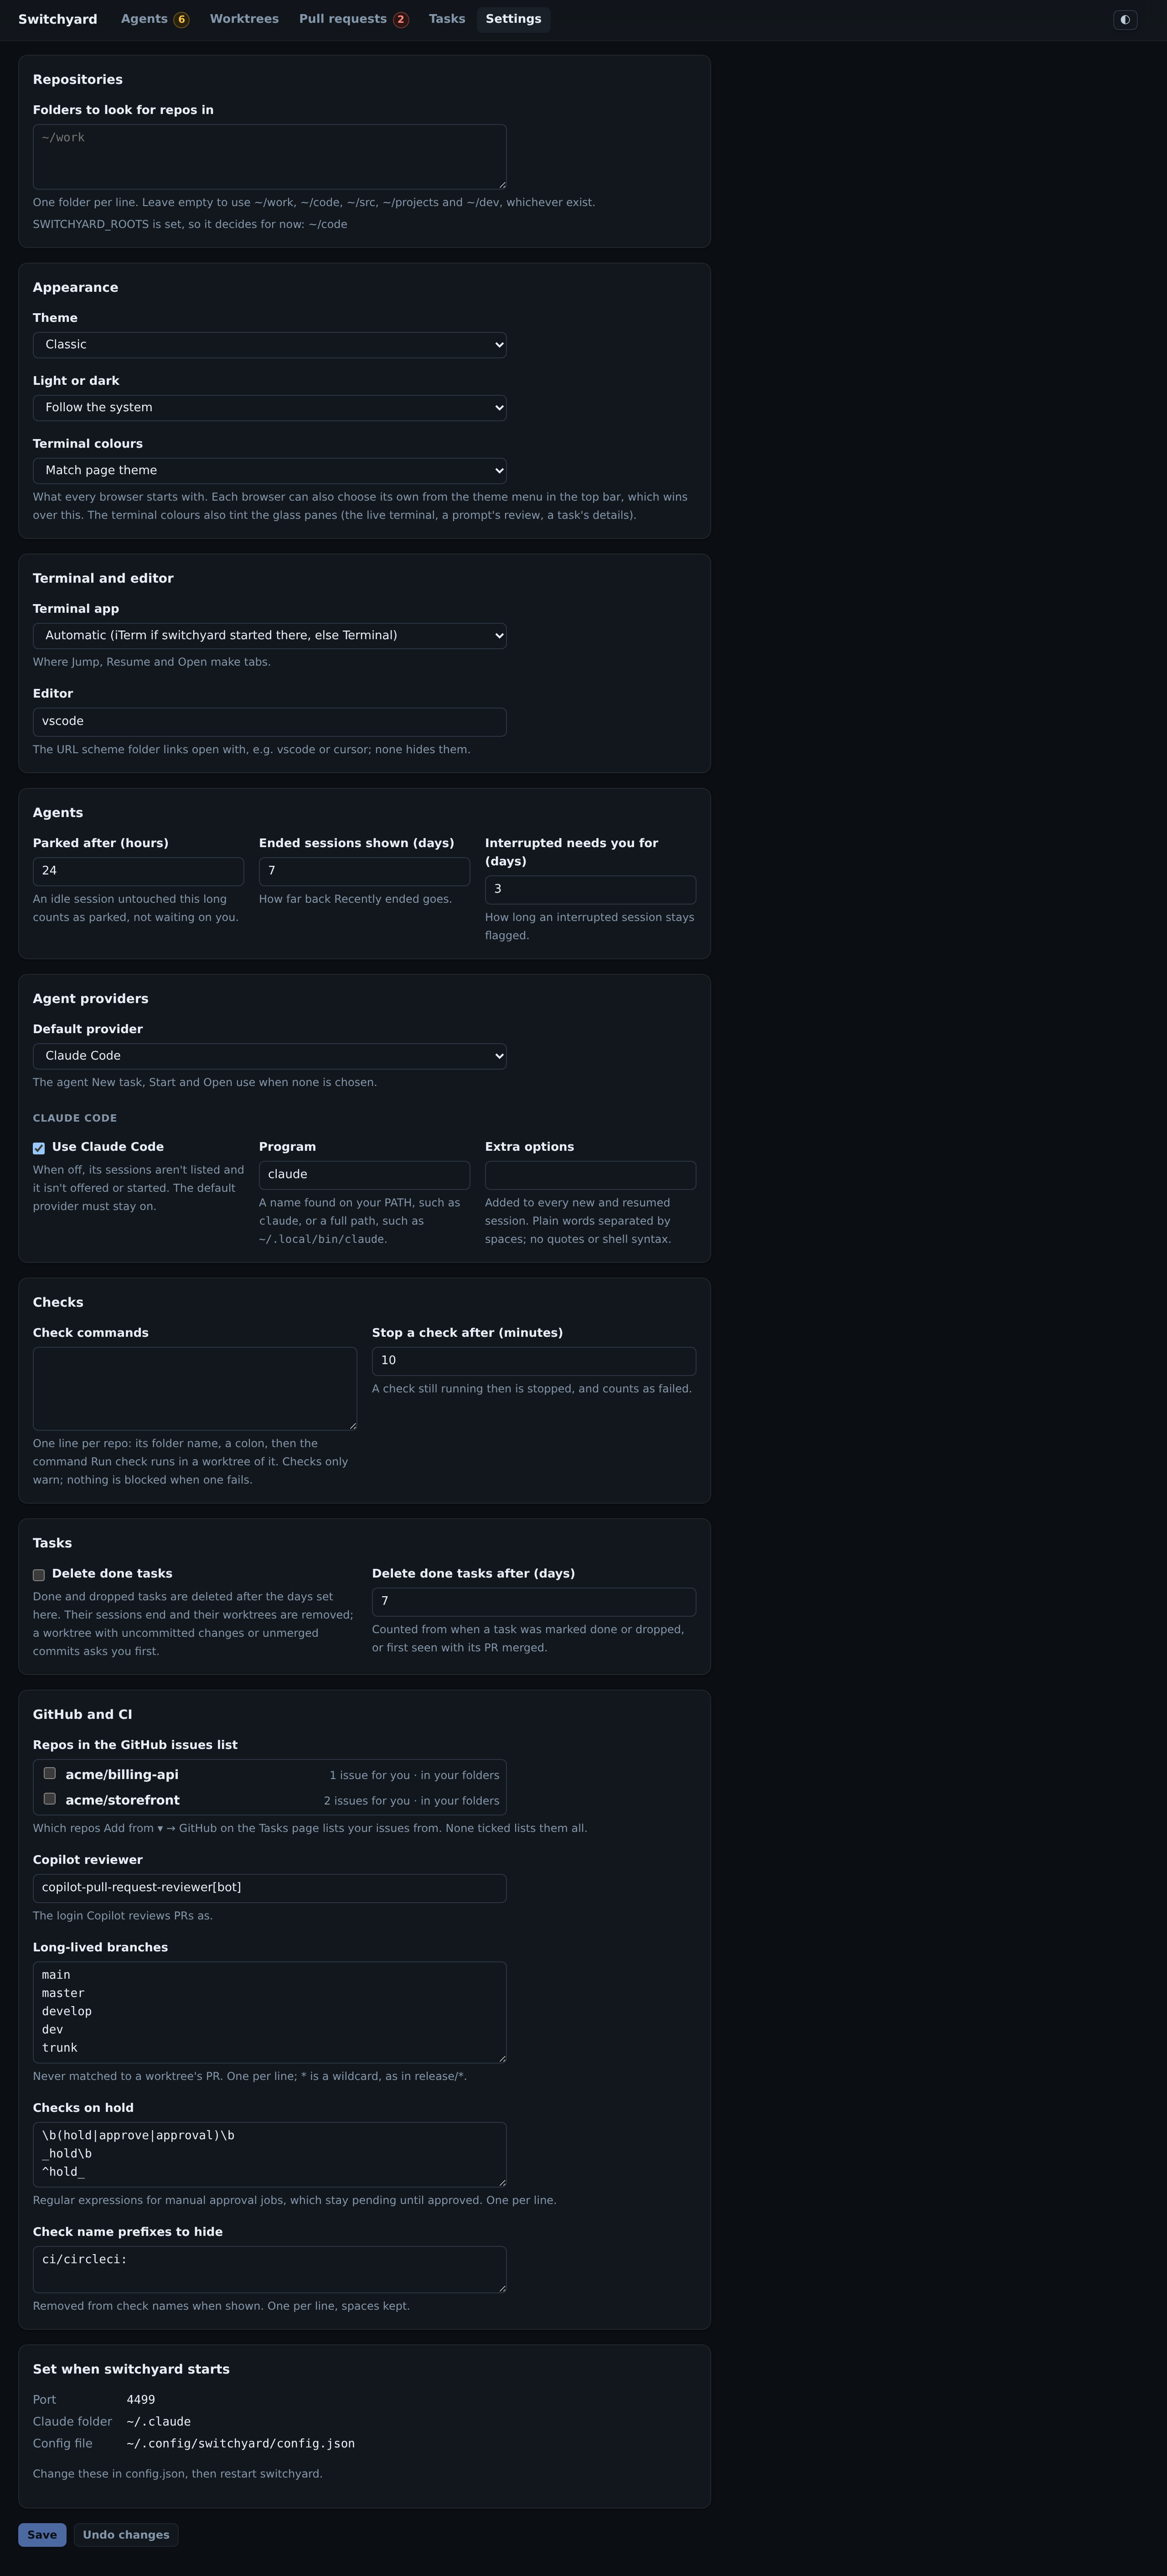 Switchyard Agents 6 Worktrees Pull requests 2 Tasks Settings
Repositories
Folders to look for repos in
~/work
One folder per line. Leave empty to use ~/work, ~/code, ~/src, ~/projects and ~/dev, whichever exist.
SWITCHYARD_ROOTS is set, so it decides for now: ~/code
Appearance
Theme
Classic
Light or dark
Follow the system
Terminal colours
Match page theme
What every browser starts with. Each browser can also choose its own from the theme menu in the top bar, which wins
over this. The terminal colours also tint the glass panes (the live terminal, a prompt's review, a task's details).
Terminal and editor
Terminal app
Automatic (iTerm if switchyard started there, else Terminal)
Where Jump, Resume and Open make tabs.
Editor
vscode
The URL scheme folder links open with, e.g. vscode or cursor; none hides them.
Agents
Parked after (hours)
24
An idle session untouched this long
counts as parked, not waiting on you.
Ended sessions shown (days)
7
How far back Recently ended goes.
Interrupted needs you for
(days)
3
How long an interrupted session stays
flagged.
Agent providers
Default provider
Claude Code
The agent New task, Start and Open use when none is chosen.
CLAUDE CODE
Use Claude Code
When off, its sessions aren't listed and
it isn't offered or started. The default
provider must stay on.
Program
claude
A name found on your PATH, such as
claude, or a full path, such as
~/.local/bin/claude.
Extra options
Added to every new and resumed
session. Plain words separated by
spaces; no quotes or shell syntax.
Checks
Check commands
One line per repo: its folder name, a colon, then the
command Run check runs in a worktree of it. Checks only
warn; nothing is blocked when one fails.
Stop a check after (minutes)
10
A check still running then is stopped, and counts as failed.
Tasks
Delete done tasks
Done and dropped tasks are deleted after the days set
here. Their sessions end and their worktrees are removed;
a worktree with uncommitted changes or unmerged
commits asks you first.
Delete done tasks after (days)
7
Counted from when a task was marked done or dropped,
or first seen with its PR merged.
GitHub and CI
Repos in the GitHub issues list
acme/billing-api 1 issue for you · in your folders
acme/storefront 2 issues for you · in your folders
Which repos Add from ▾ → GitHub on the Tasks page lists your issues from. None ticked lists them all.
Copilot reviewer
copilot-pull-request-reviewer[bot]
The login Copilot reviews PRs as.
Long-lived branches
main
master
develop
dev
trunk
Never matched to a worktree's PR. One per line; * is a wildcard, as in release/*.
Checks on hold
\b(hold|approve|approval)\b
_hold\b
^hold_
Regular expressions for manual approval jobs, which stay pending until approved. One per line.
Check name prefixes to hide
ci/circleci:
Removed from check names when shown. One per line, spaces kept.
Set when switchyard starts
Port 4499
Claude folder ~/.claude
Config file ~/.config/switchyard/config.json
Change these in config.json, then restart switchyard.
Save Undo changes